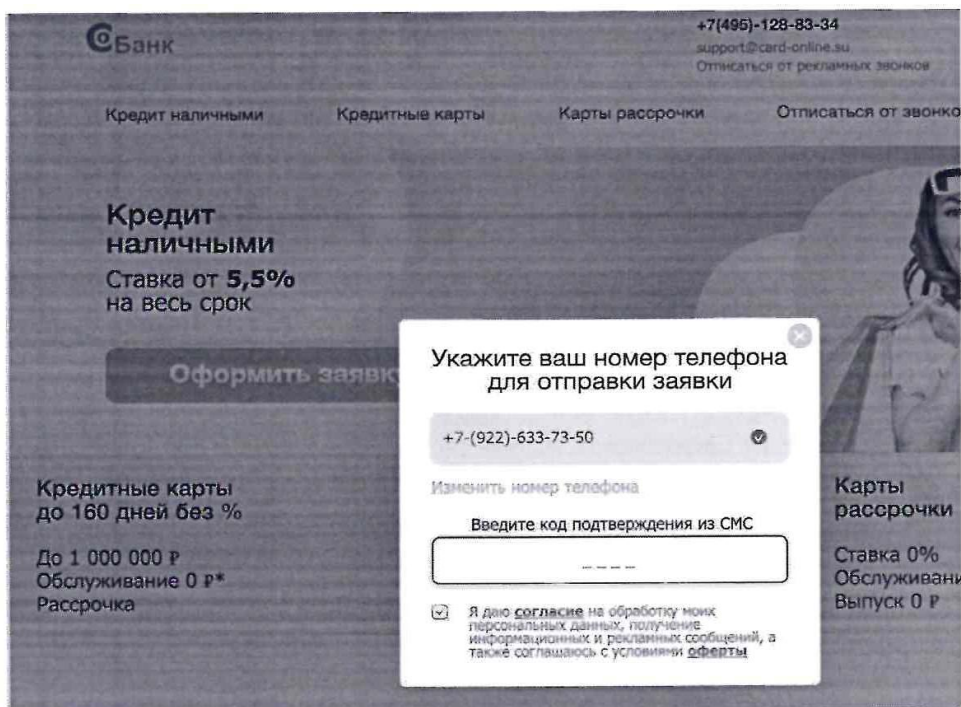 СО Банк
+7(495)-128-83-34
support@card-online.su
Отписаться от рекламных звонков
Кредит наличными
Кредитные карты
Карты рассрочки
Отписаться от звонко
Кредит
наличными
Ставка от 5,5%
на весь срок
Оформить заявку
Укажите ваш номер телефона
для отправки заявки
+7-(922)-633-73-50
Изменить номер телефона
Введите код подтверждения из СМС
_ _ _ _
Я даю согласие на обработку моих
персональных данных, получение
информационных и рекламных сообщений, а
также соглашаюсь с условиями оферты
Кредитные карты
до 160 дней без %
До 1 000 000 ₽
Обслуживание 0 ₽*
Рассрочка
Карты
рассрочки
Ставка 0%
Обслуживани
Выпуск 0 ₽